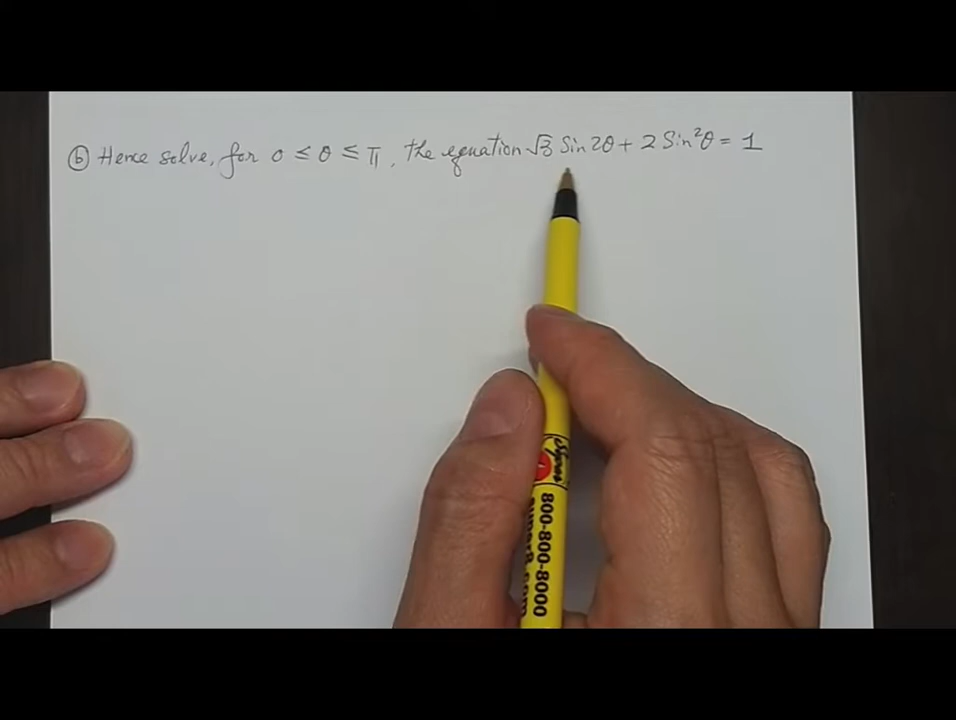 ⓑ Hence solve, for 0 ≤ θ ≤ π, the equation √3 Sin 2θ + 2 Sin²θ = 1
800-800-8000